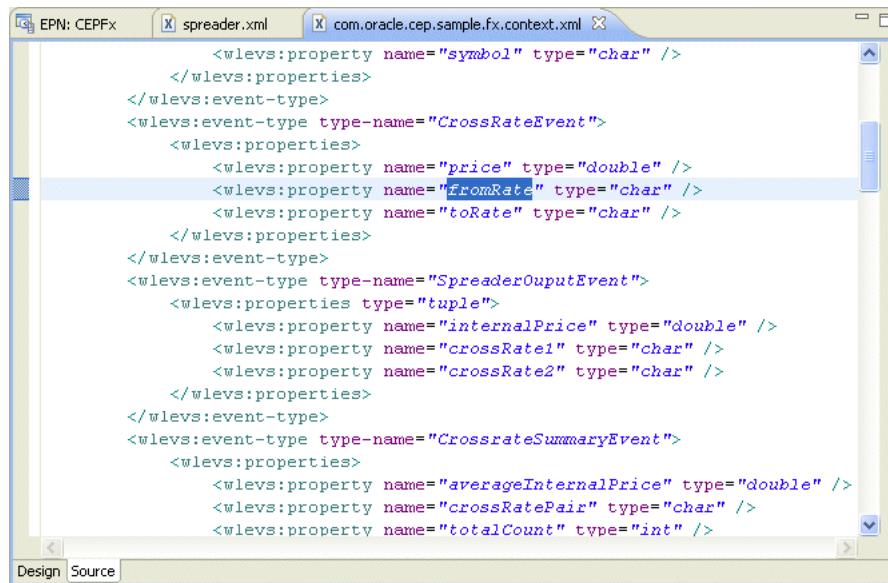 EPN: CEPFx spreader.xml com.oracle.cep.sample.fx.context.xml
<wlevs:property name="symbol" type="char" />
</wlevs:properties>
</wlevs:event-type>
<wlevs:event-type type-name="CrossRateEvent">
<wlevs:properties>
<wlevs:property name="price" type="double" />
<wlevs:property name="fromRate" type="char" />
<wlevs:property name="toRate" type="char" />
</wlevs:properties>
</wlevs:event-type>
<wlevs:event-type type-name="SpreaderOuputEvent">
<wlevs:properties type="tuple">
<wlevs:property name="internalPrice" type="double" />
<wlevs:property name="crossRate1" type="char" />
<wlevs:property name="crossRate2" type="char" />
</wlevs:properties>
</wlevs:event-type>
<wlevs:event-type type-name="CrossrateSummaryEvent">
<wlevs:properties>
<wlevs:property name="averageInternalPrice" type="double" />
<wlevs:property name="crossRatePair" type="char" />
<wlevs:property name="totalCount" type="int" />
Design Source